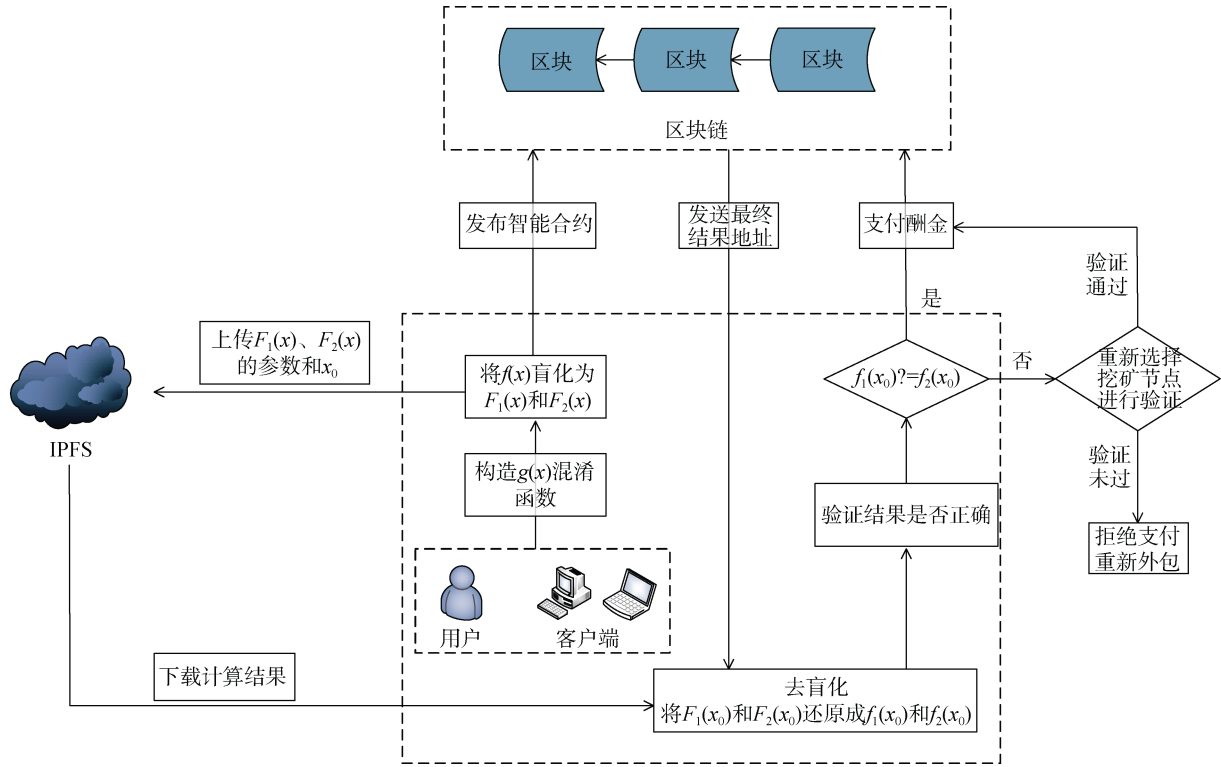 区块
区块
区块
区块链
发布智能合约
发送最终
结果地址
支付酬金
验证
通过
是
上传F₁(x)、F₂(x)
的参数和x₀
将f(x)盲化为
F₁(x)和F₂(x)
f₁(x₀)?=f₂(x₀)
否
重新选择
挖矿节点
进行验证
IPFS
构造g(x)混淆
函数
验证
未过
验证结果是否正确
拒绝支付
重新外包
用户
客户端
下载计算结果
去盲化
将F₁(x₀)和F₂(x₀)还原成f₁(x₀)和f₂(x₀)